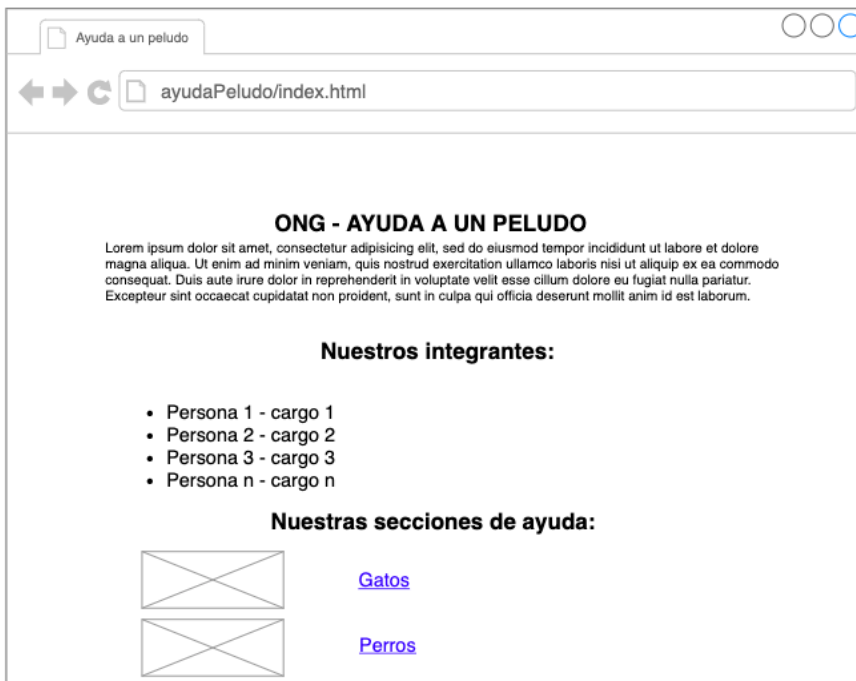 Ayuda a un peludo
ayudaPeludo/index.html
ONG - AYUDA A UN PELUDO
Lorem ipsum dolor sit amet, consectetur adipisicing elit, sed do eiusmod tempor incididunt ut labore et dolore
magna aliqua. Ut enim ad minim veniam, quis nostrud exercitation ullamco laboris nisi ut aliquip ex ea commodo
consequat. Duis aute irure dolor in reprehenderit in voluptate velit esse cillum dolore eu fugiat nulla pariatur.
Excepteur sint occaecat cupidatat non proident, sunt in culpa qui officia deserunt mollit anim id est laborum.
Nuestros integrantes:
• Persona 1 - cargo 1
• Persona 2 - cargo 2
• Persona 3 - cargo 3
• Persona n - cargo n
Nuestras secciones de ayuda:
Gatos
Perros